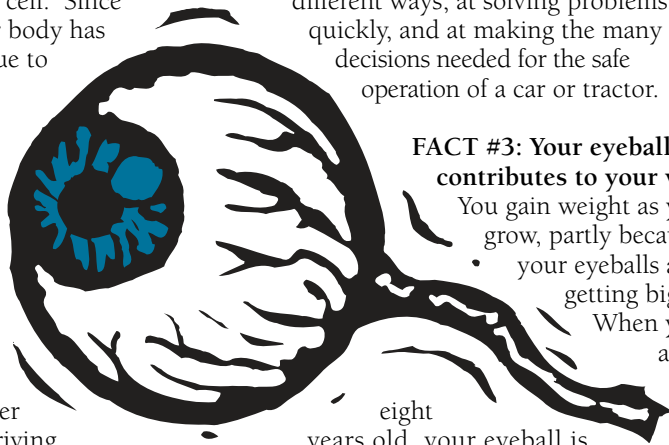 cell. Since
body has
ue to
er
riving
different ways, at solving problems
quickly, and at making the many
decisions needed for the safe
operation of a car or tractor.
FACT #3: Your eyeball
contributes to your
You gain weight as
grow, partly
your eyeballs
getting
When
eight
years old, your eyeball is